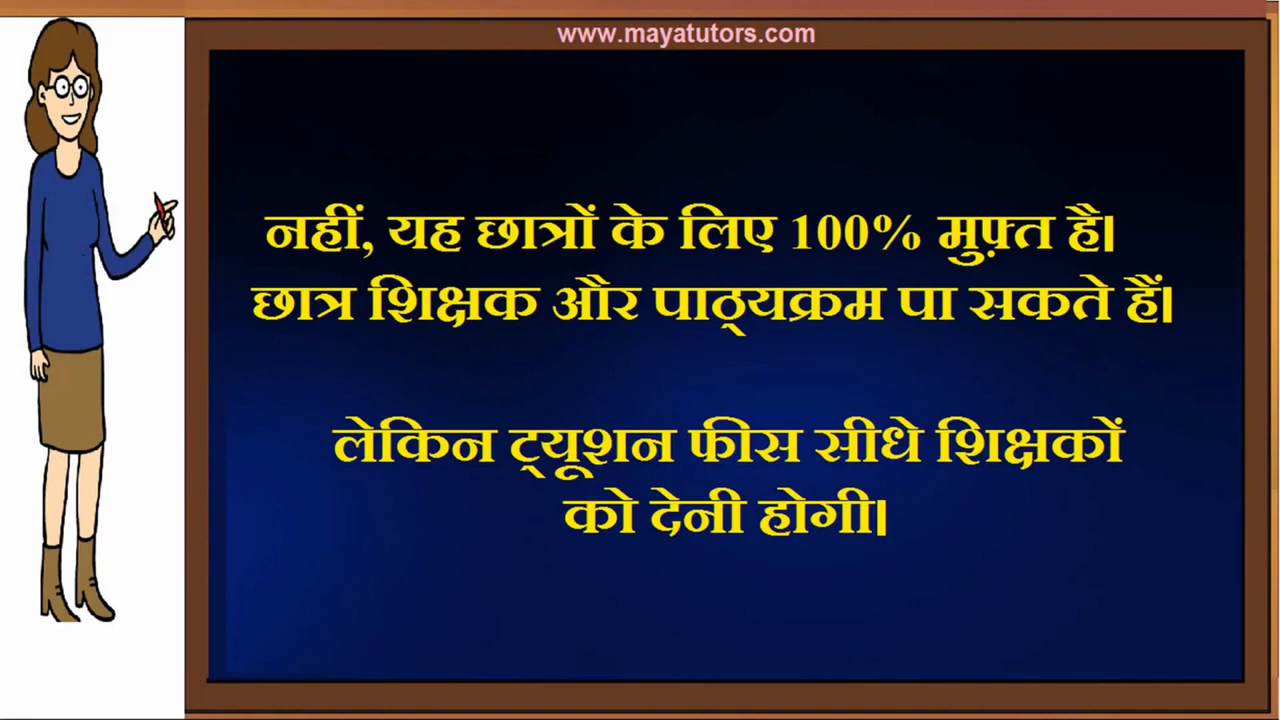 www.mayatutors.com
नहीं, यह छात्रों के लिए 100% मुफ़्त है।
छात्र शिक्षक और पाठ्यक्रम पा सकते हैं।
लेकिन ट्यूशन फीस सीधे शिक्षकों
को देनी होगी।